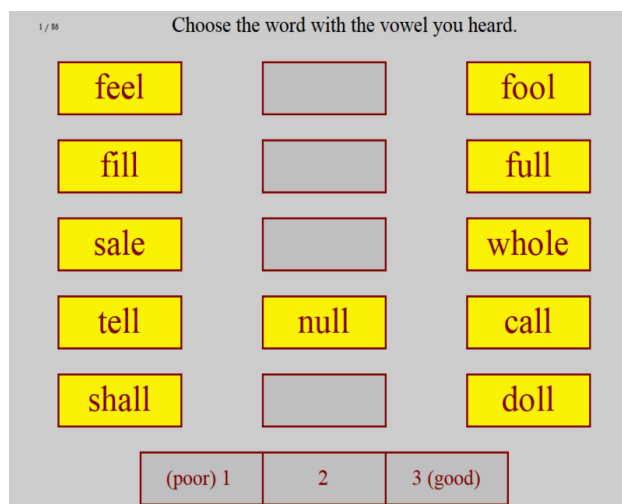 1 / 86
Choose the word with the vowel you heard.
feel fool
fill full
sale whole
tell null call
shall doll
(poor) 1 2 3 (good)